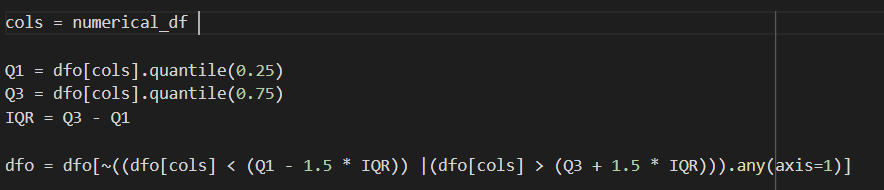 cols = numerical_df
Q1 = dfo[cols].quantile(0.25)
Q3 = dfo[cols].quantile(0.75)
IQR = Q3 - Q1
dfo = dfo[~((dfo[cols] < (Q1 - 1.5 * IQR)) |(dfo[cols] > (Q3 + 1.5 * IQR))).any(axis=1)]